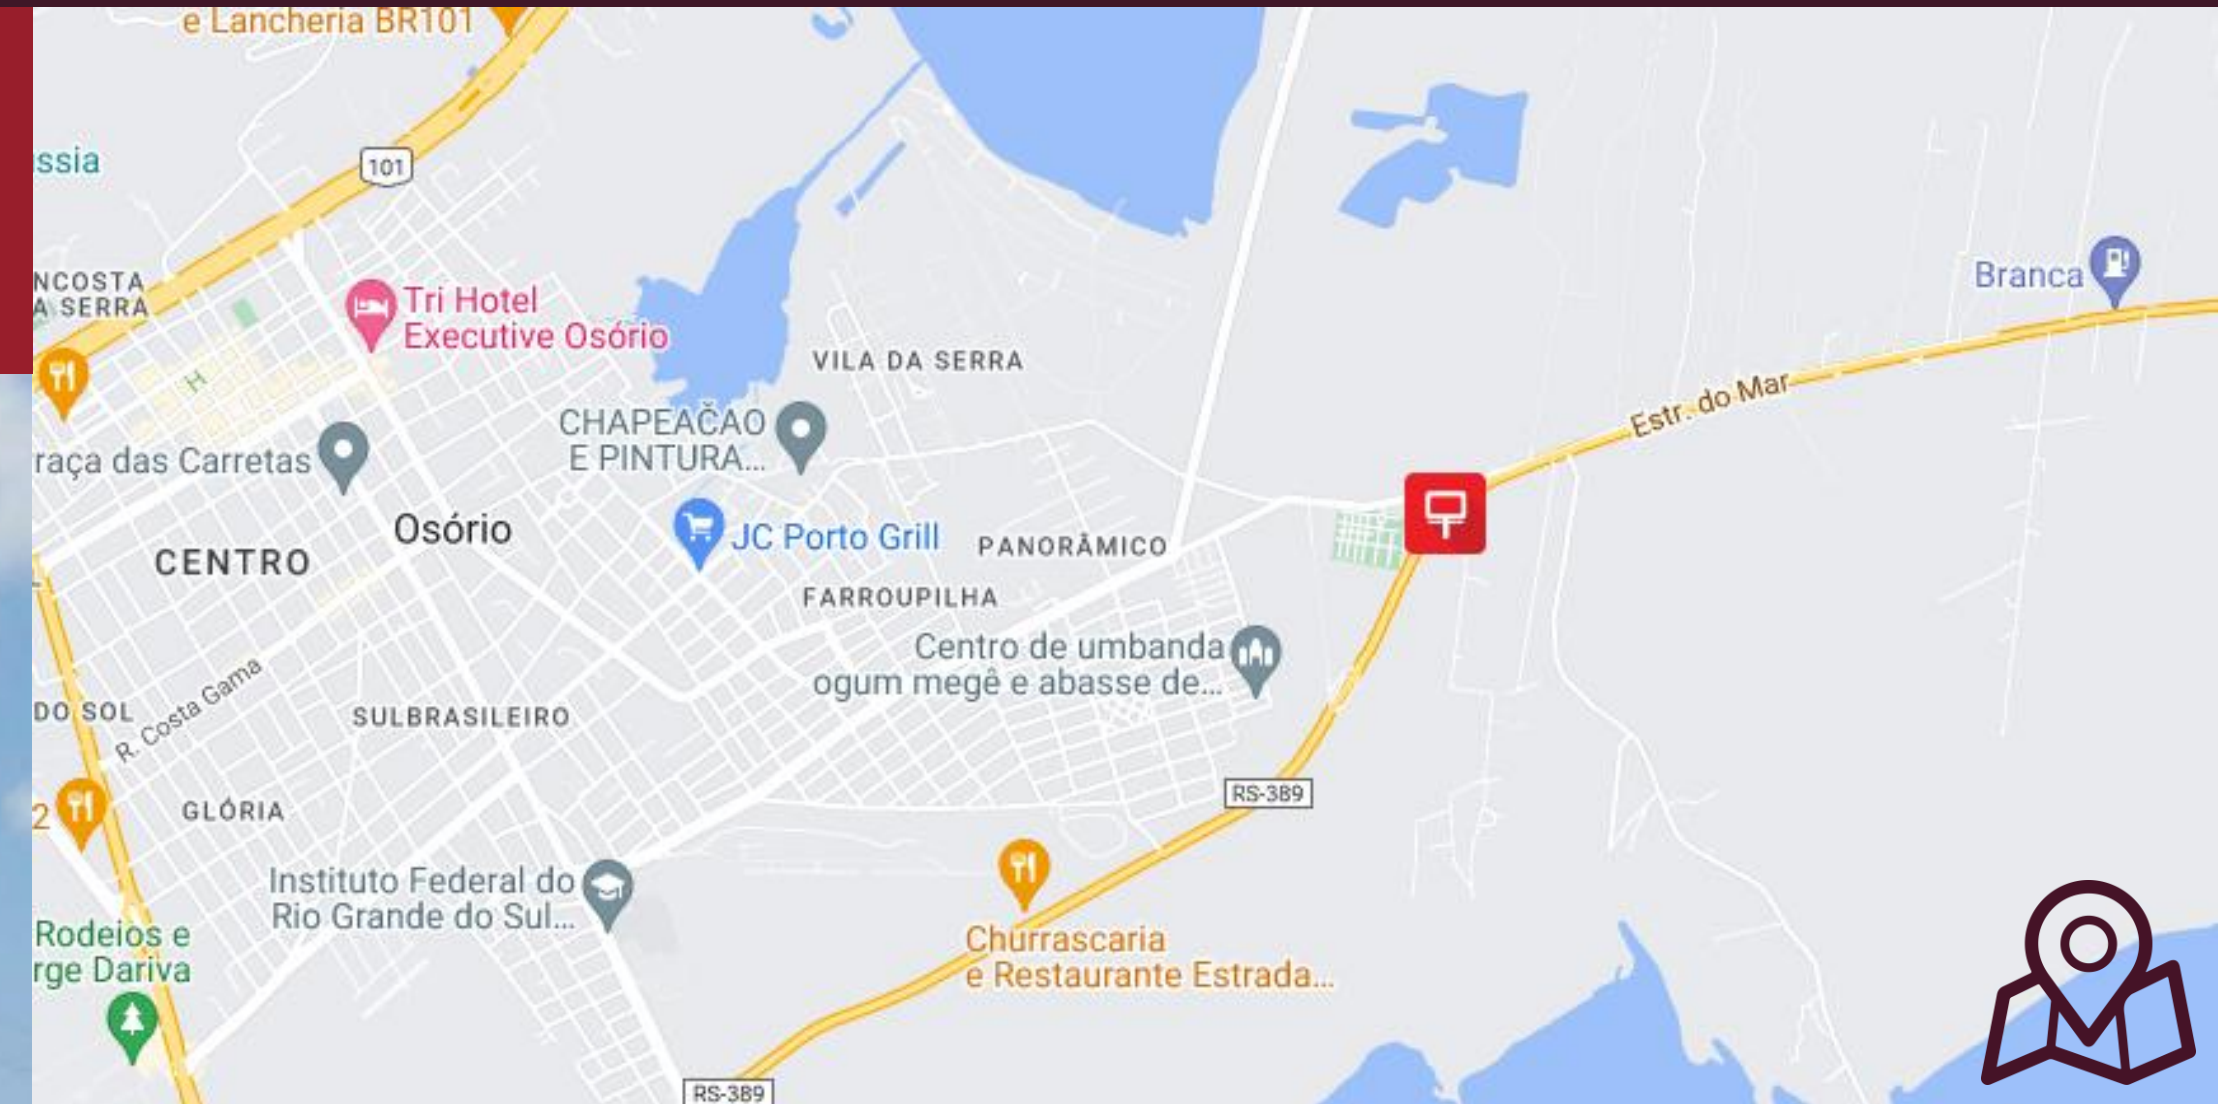 e Lancheria BR101
101
ssia
NCOSTA
A SERRA
Tri Hotel
Executive Osório
Branca
VILA DA SERRA
Estr. do Mar
H
CHAPEAČAO
E PINTURA...
raça das Carretas
Osório
JC Porto Grill
PANORÂMICO
CENTRO
FARROUPILHA
Centro de umbanda
ogum megê e abasse de...
R. Costa Gama
DO SOL
SULBRASILEIRO
RS-389
2
GLÓRIA
Instituto Federal do
Rio Grande do Sul...
Rodeios e
rge Dariva
Churrascaria
e Restaurante Estrada...
RS-389